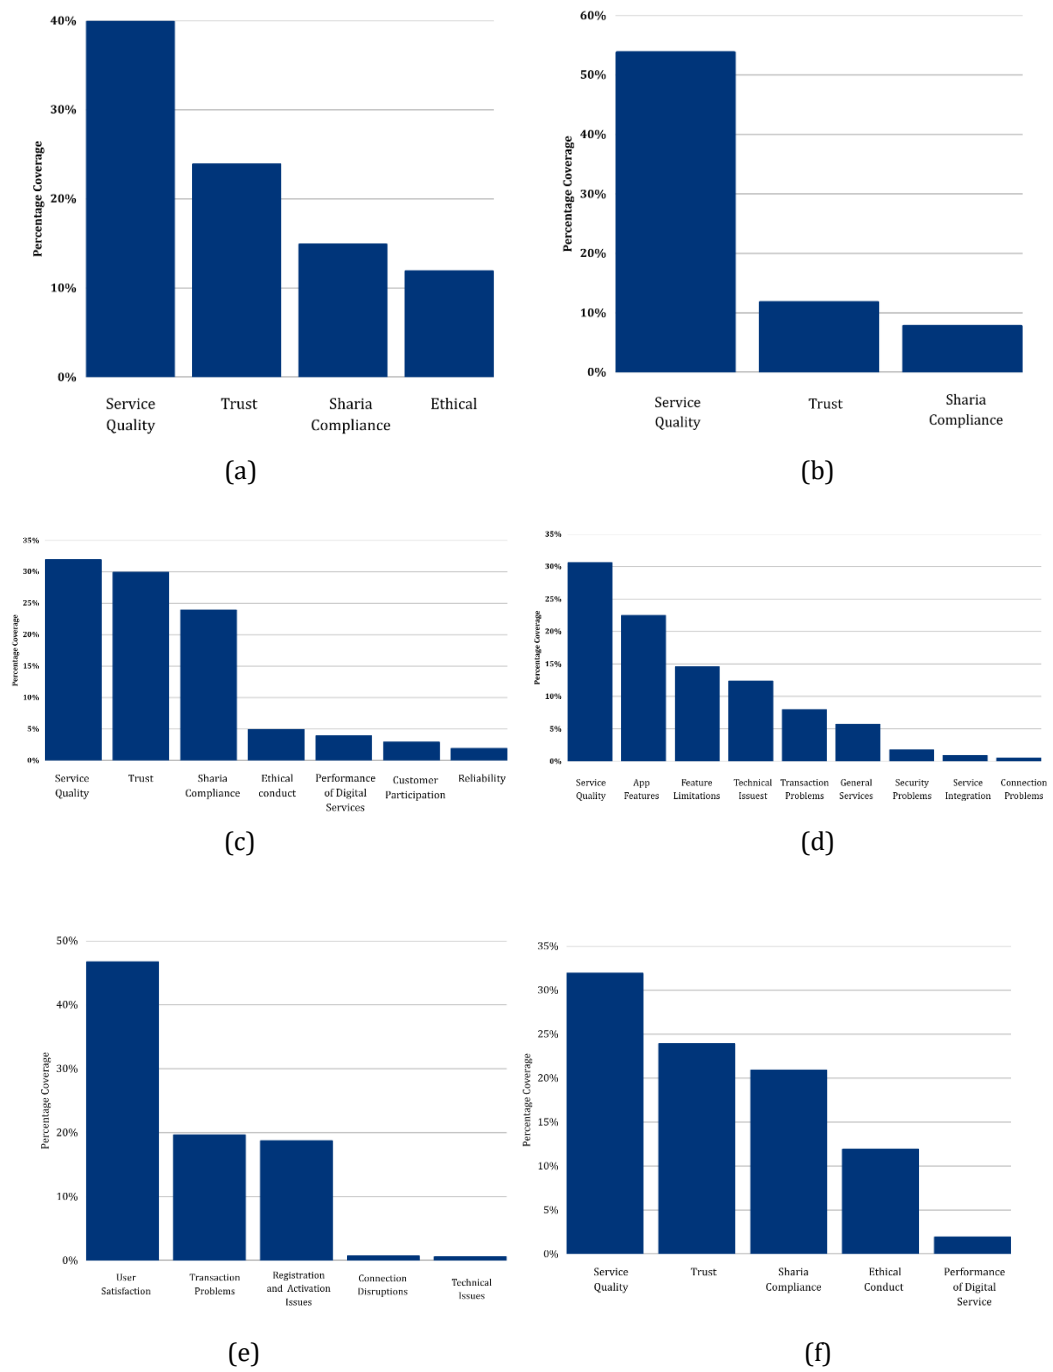 40%
30%
20%
10%
0%
Percentage Coverage
Service
Quality
Trust
Sharia
Compliance
Ethical
(a)
60%
50%
40%
30%
20%
10%
0%
Percentage Coverage
Service
Quality
Trust
Sharia
Compliance
(b)
35%
30%
25%
20%
15%
10%
5%
0%
Percentage Coverage
Service
Quality
Trust
Sharia
Compliance
Ethical
conduct
Performance
of Digital
Services
Customer
Participation
Reliability
(c)
35%
30%
25%
20%
15%
10%
5%
0%
Percentage Coverage
Service
Quality
App
Features
Feature
Limitations
Technical
Issuest
Transaction
Problems
General
Services
Security
Problems
Service
Integration
Connection
Problems
(d)
50%
40%
30%
20%
10%
0%
Percentage Coverage
User
Satisfaction
Transaction
Problems
Registration
and Activation
Issues
Connection
Disruptions
Technical
Issues
(e)
35%
30%
25%
20%
15%
10%
5%
0%
Percentage Coverage
Service
Quality
Trust
Sharia
Compliance
Ethical
Conduct
Performance
of Digital
Service
(f)